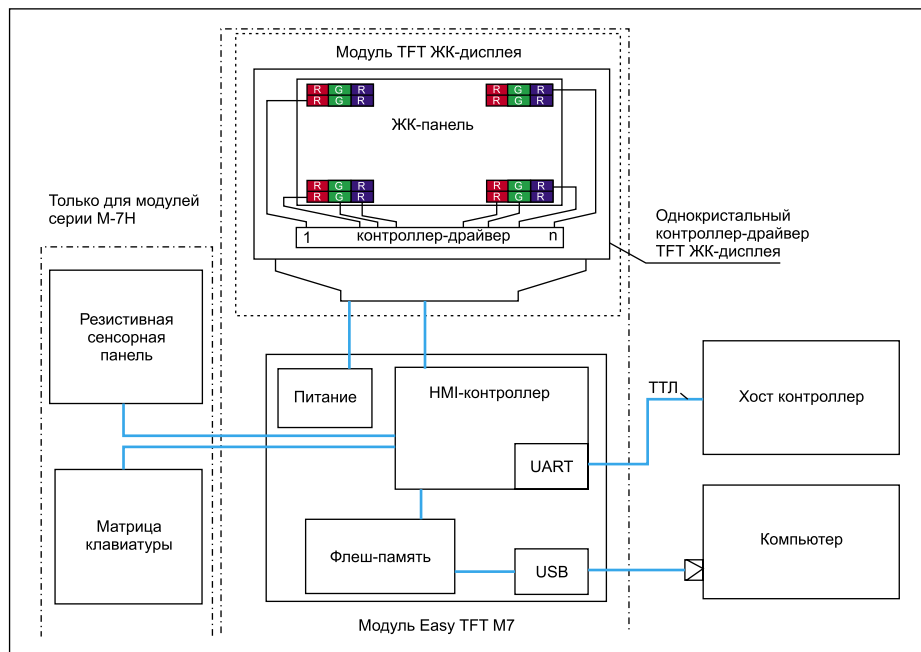 Модуль TFT ЖК-дисплея
R G R R G R
R G R R G R
ЖК-панель
R G R R G R
R G R R G R
1 контроллер-драйвер n
Только для модулей
серии М-7Н
Однокристальный
контроллер-драйвер
TFT ЖК-дисплея
Резистивная
сенсорная
панель
Матрица
клавиатуры
Питание
HMI-контроллер
UART
Флеш-память
USB
Модуль Easy TFT M7
ТТЛ
Хост контроллер
Компьютер